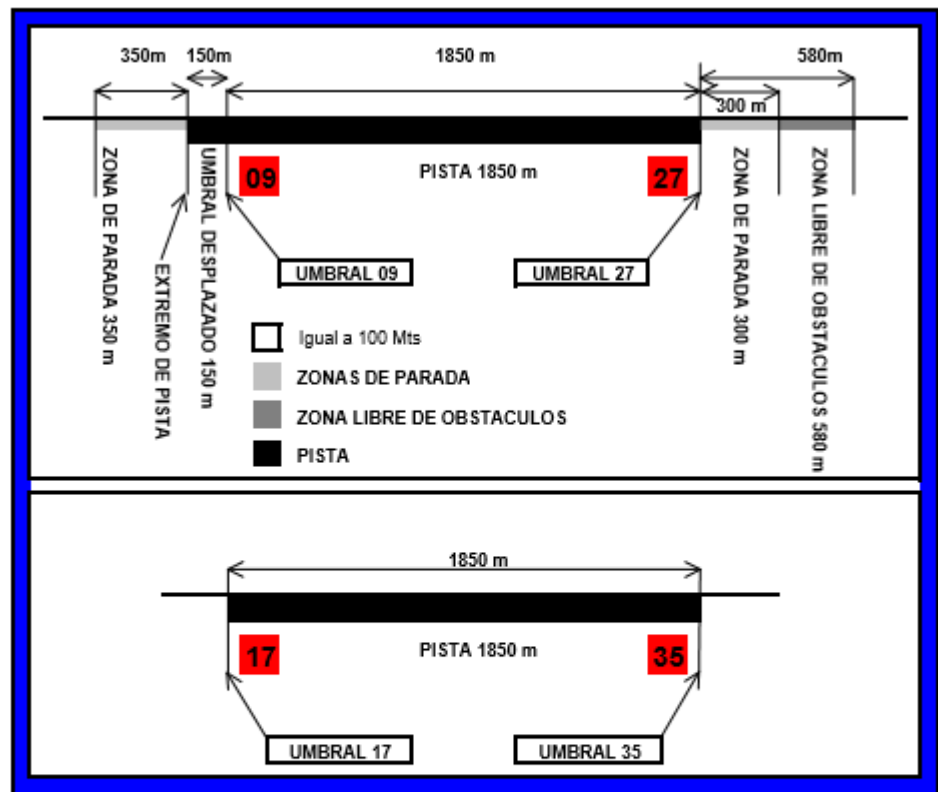 350m 150m 1850 m 580m
300 m
09 PISTA 1850 m 27
ZONA DE PARADA 350 m
EXTREMO DE PISTA
UMBRAL DESPLAZADO 150 m
ZONA DE PARADA 300 m
ZONA LIBRE DE OBSTACULOS 580 m
UMBRAL 09 UMBRAL 27
Igual a 100 Mts
ZONAS DE PARADA
ZONA LIBRE DE OBSTACULOS
PISTA
1850 m
17 PISTA 1850 m 35
UMBRAL 17 UMBRAL 35